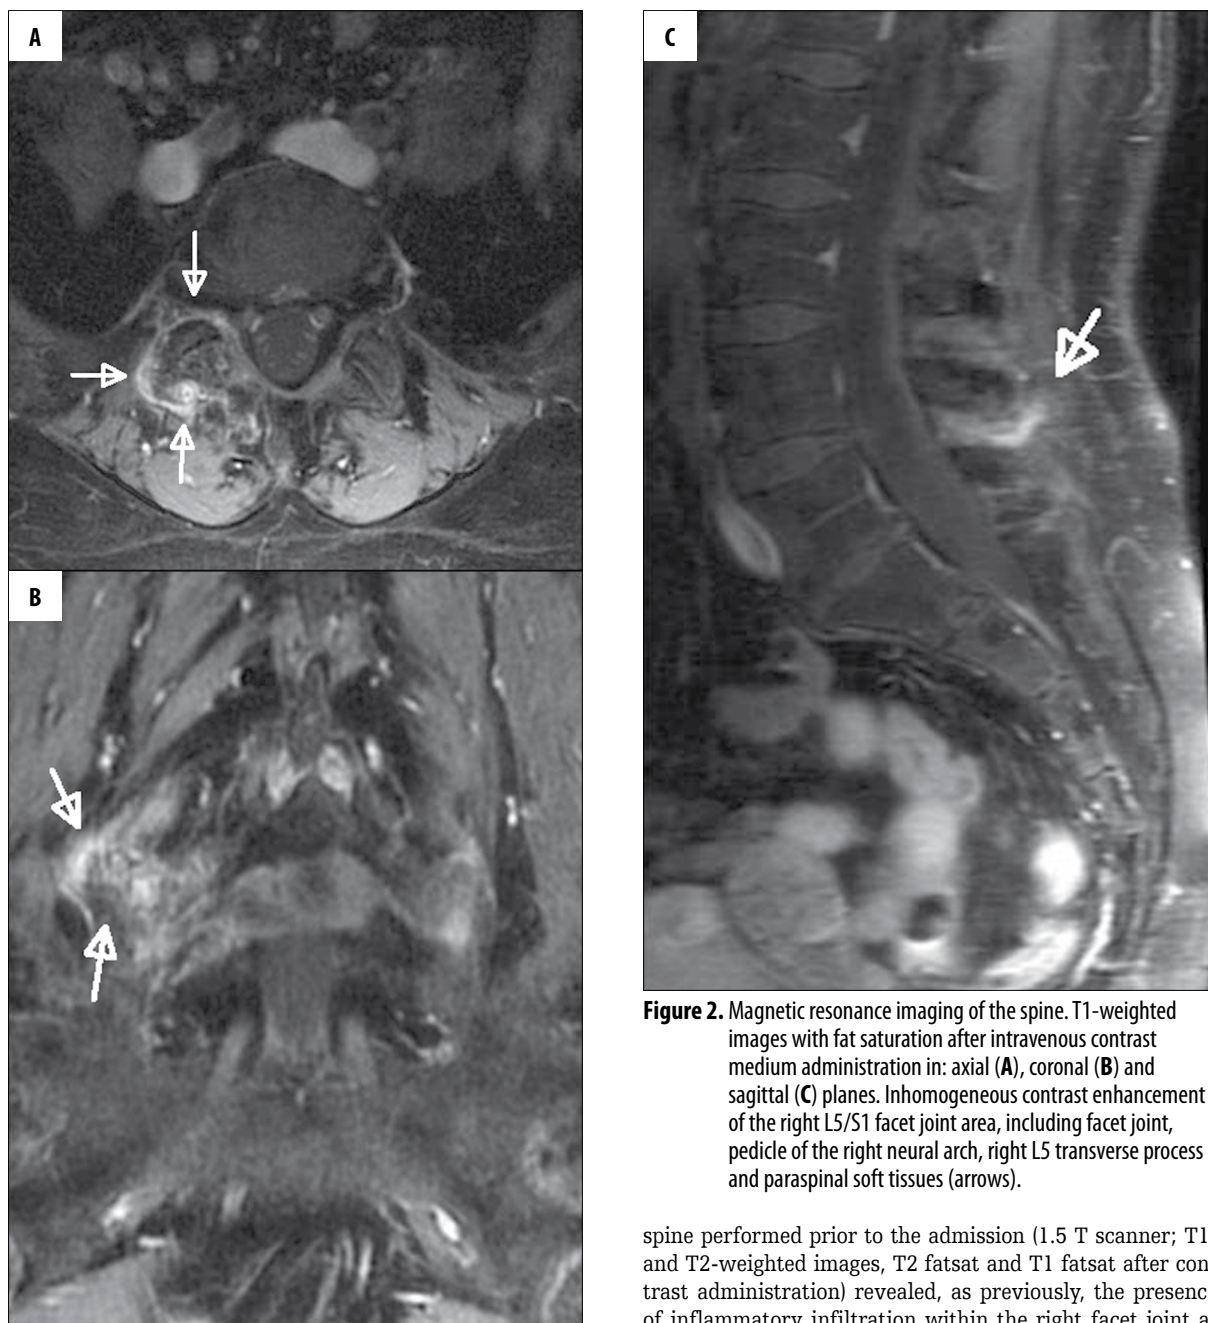 A
B
C
Figure 2. Magnetic resonance imaging of the spine. T1-weighted
images with fat saturation after intravenous contrast
medium administration in: axial (A), coronal (B) and
sagittal (C) planes. Inhomogeneous contrast enhancement
of the right L5/S1 facet joint area, including facet joint,
pedicle of the right neural arch, right L5 transverse process
and paraspinal soft tissues (arrows).
spine performed prior to the admission (1.5 T scanner; T1
and T2-weighted images, T2 fatsat and T1 fatsat after con
trast administration) revealed, as previously, the presenc
of inflammatory infiltration within the right facet joint a